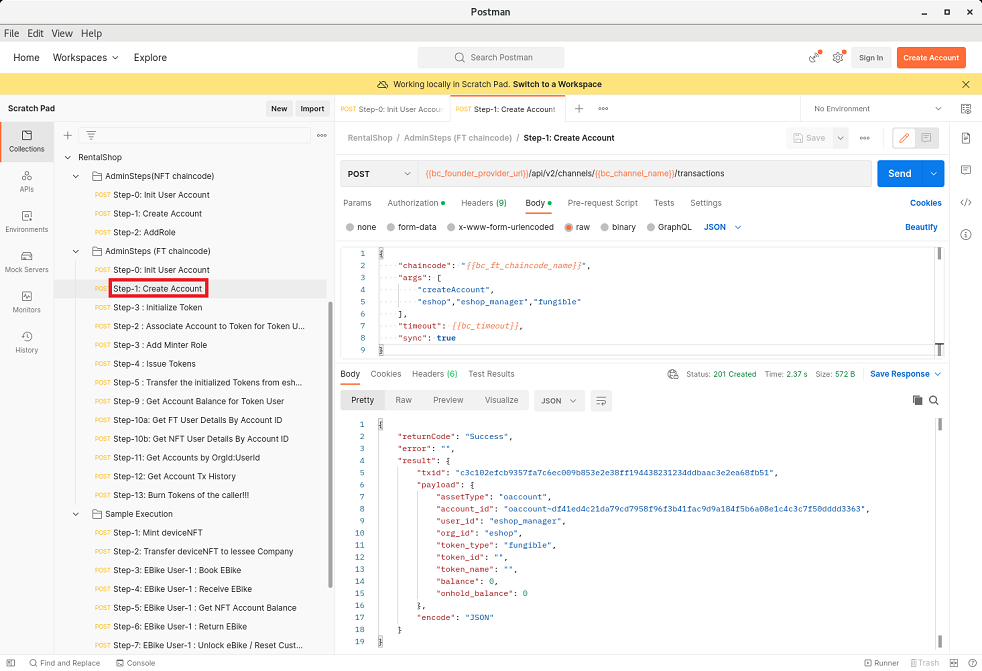 Postman
File Edit View Help
Home Workspaces Explore Search Postman Sign In Create Account
Working locally in Scratch Pad. Switch to a Workspace
Scratch Pad New Import
POST Step-0: Init User Accou POST Step-1: Create Account No Environment
Collections
APIs
Environments
Mock Servers
Monitors
History
RentalShop
AdminSteps(NFT chaincode)
POST Step-0: Init User Account
POST Step-1: Create Account
POST Step-2: AddRole
AdminSteps (FT chaincode)
POST Step-0: Init User Account
POST Step-1: Create Account
POST Step-3 : Initialize Token
POST Step-2 : Associate Account to Token for Token U...
POST Step-3 : Add Minter Role
POST Step-4 : Issue Tokens
POST Step-5 : Transfer the initialized Tokens from esh...
POST Step-9 : Get Account Balance for Token User
POST Step-10a: Get FT User Details By Account ID
POST Step-10b: Get NFT User Details By Account ID
POST Step-11: Get Accounts by OrgId:UserId
POST Step-12: Get Account Tx History
POST Step-13: Burn Tokens of the caller!!!
Sample Execution
POST Step-1: Mint deviceNFT
POST Step-2: Transfer deviceNFT to lessee Company
POST Step-3: EBike User-1 : Book EBike
POST Step-4: EBike User-1 : Receive EBike
POST Step-5: EBike User-1 : Get NFT Account Balance
POST Step-6: EBike User-1 : Return EBike
POST Step-7: EBike User-1 : Unlock eBike / Reset Cust...
RentalShop / AdminSteps (FT chaincode) / Step-1: Create Account Save
POST {{bc_founder_provider_url}}/api/v2/channels/{{bc_channel_name}}/transactions Send
Params Authorization Headers (9) Body Pre-request Script Tests Settings Cookies
none form-data x-www-form-urlencoded raw binary GraphQL JSON Beautify
1 {
2 "chaincode": "{{bc_ft_chaincode_name}}",
3 "args": [
4 "createAccount",
5 "eshop","eshop_manager","fungible"
6 ],
7 "timeout": {{bc_timeout}},
8 "sync": true
9 }
Body Cookies Headers (6) Test Results Status: 201 Created Time: 2.37 s Size: 572 B Save Response
Pretty Raw Preview Visualize JSON
1 {
2 "returnCode": "Success",
3 "error": "",
4 "result": {
5 "txid": "c3c102efcb9357fa7c6ec009b853e2e38ff194438231234ddbaac3e2ea68fb51",
6 "payload": {
7 "assetType": "oaccount",
8 "account_id": "oaccount~df41ed4c21da79cd7958f96f3b41fac9d9a184f5b6a08e1c4c3c7f50dddd3363",
9 "user_id": "eshop_manager",
10 "org_id": "eshop",
11 "token_type": "fungible",
12 "token_id": "",
13 "token_name": "",
14 "balance": 0,
15 "onhold_balance": 0
16 },
17 "encode": "JSON"
18 }
19 }
Find and Replace Console Runner Trash